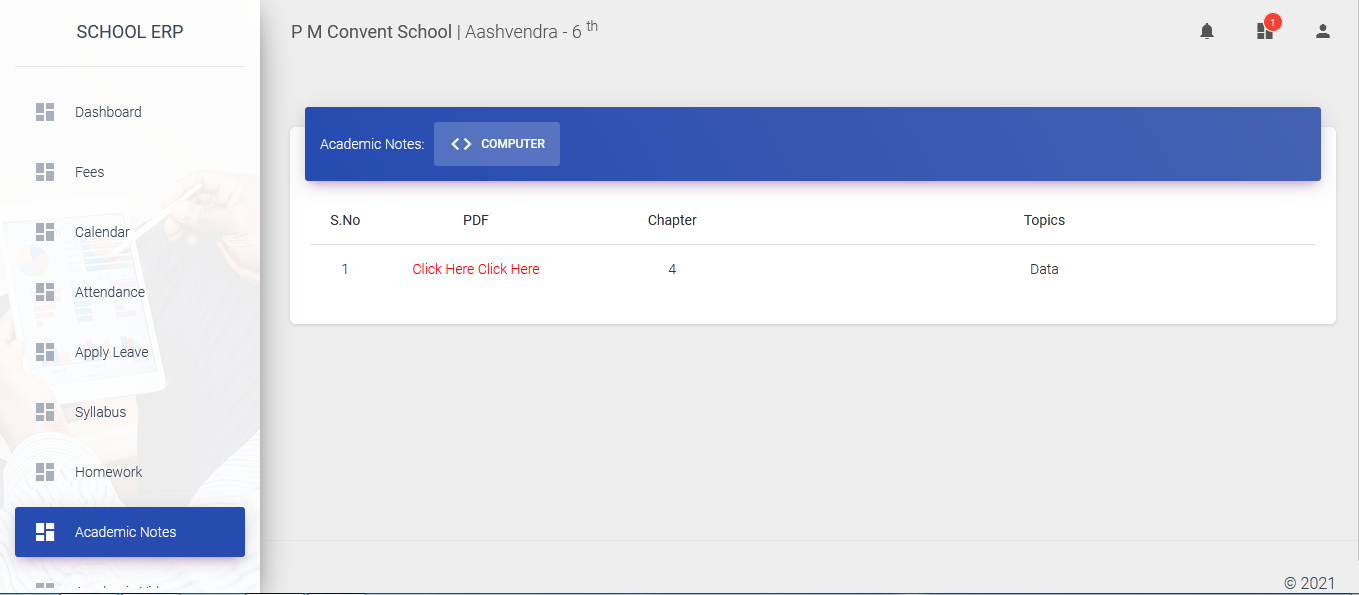 SCHOOL ERP
P M Convent School | Aashvendra - 6 th
1
Dashboard
Fees
Calendar
Attendance
Apply Leave
Syllabus
Homework
Academic Notes
Academic Notes: <> COMPUTER
S.No PDF Chapter Topics
1 Click Here Click Here 4 Data
© 2021